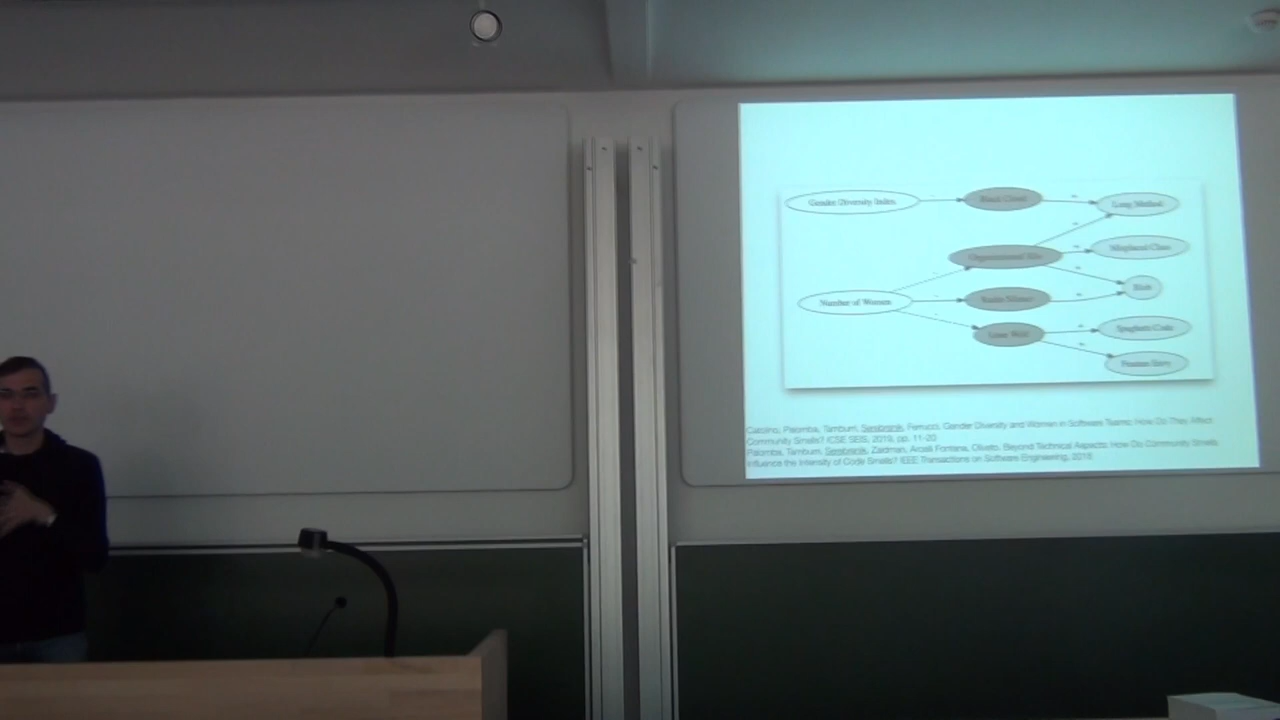 Gender Diversity Index
Black Cloud
Long Method
Organizational Silo
Misplaced Class
Blob
Number of Women
Radio Silence
Lone Wolf
Spaghetti Code
Feature Envy
Catolino, Palomba, Tamburri, Serebrenik, Ferrucci, Gender Diversity and Women in Software Teams: How Do They Affect
Community Smells? ICSE SEIS, 2019, pp. 11-20
Palomba, Tamburri, Serebrenik, Zaidman, Arcelli Fontana, Oliveto, Beyond Technical Aspects: How Do Community Smells
Influence the Intensity of Code Smells? IEEE Transactions on Software Engineering, 2018